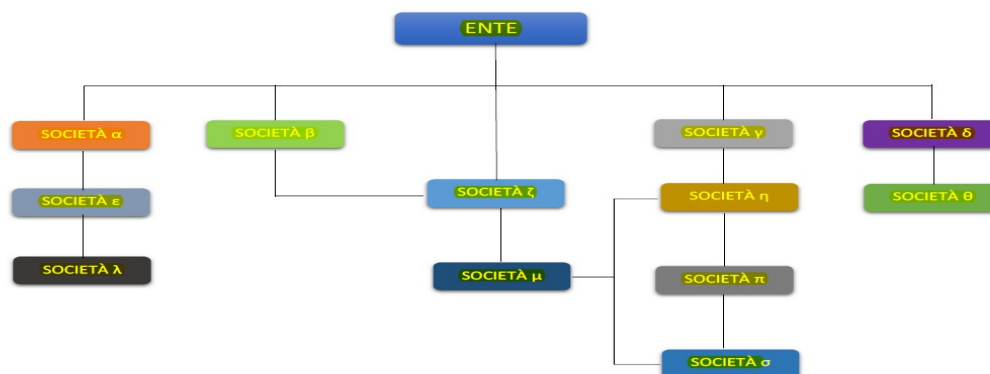 ENTE
SOCIETÀ α
SOCIETÀ β
SOCIETÀ γ
SOCIETÀ δ
SOCIETÀ ε
SOCIETÀ ζ
SOCIETÀ η
SOCIETÀ θ
SOCIETÀ λ
SOCIETÀ μ
SOCIETÀ π
SOCIETÀ σ